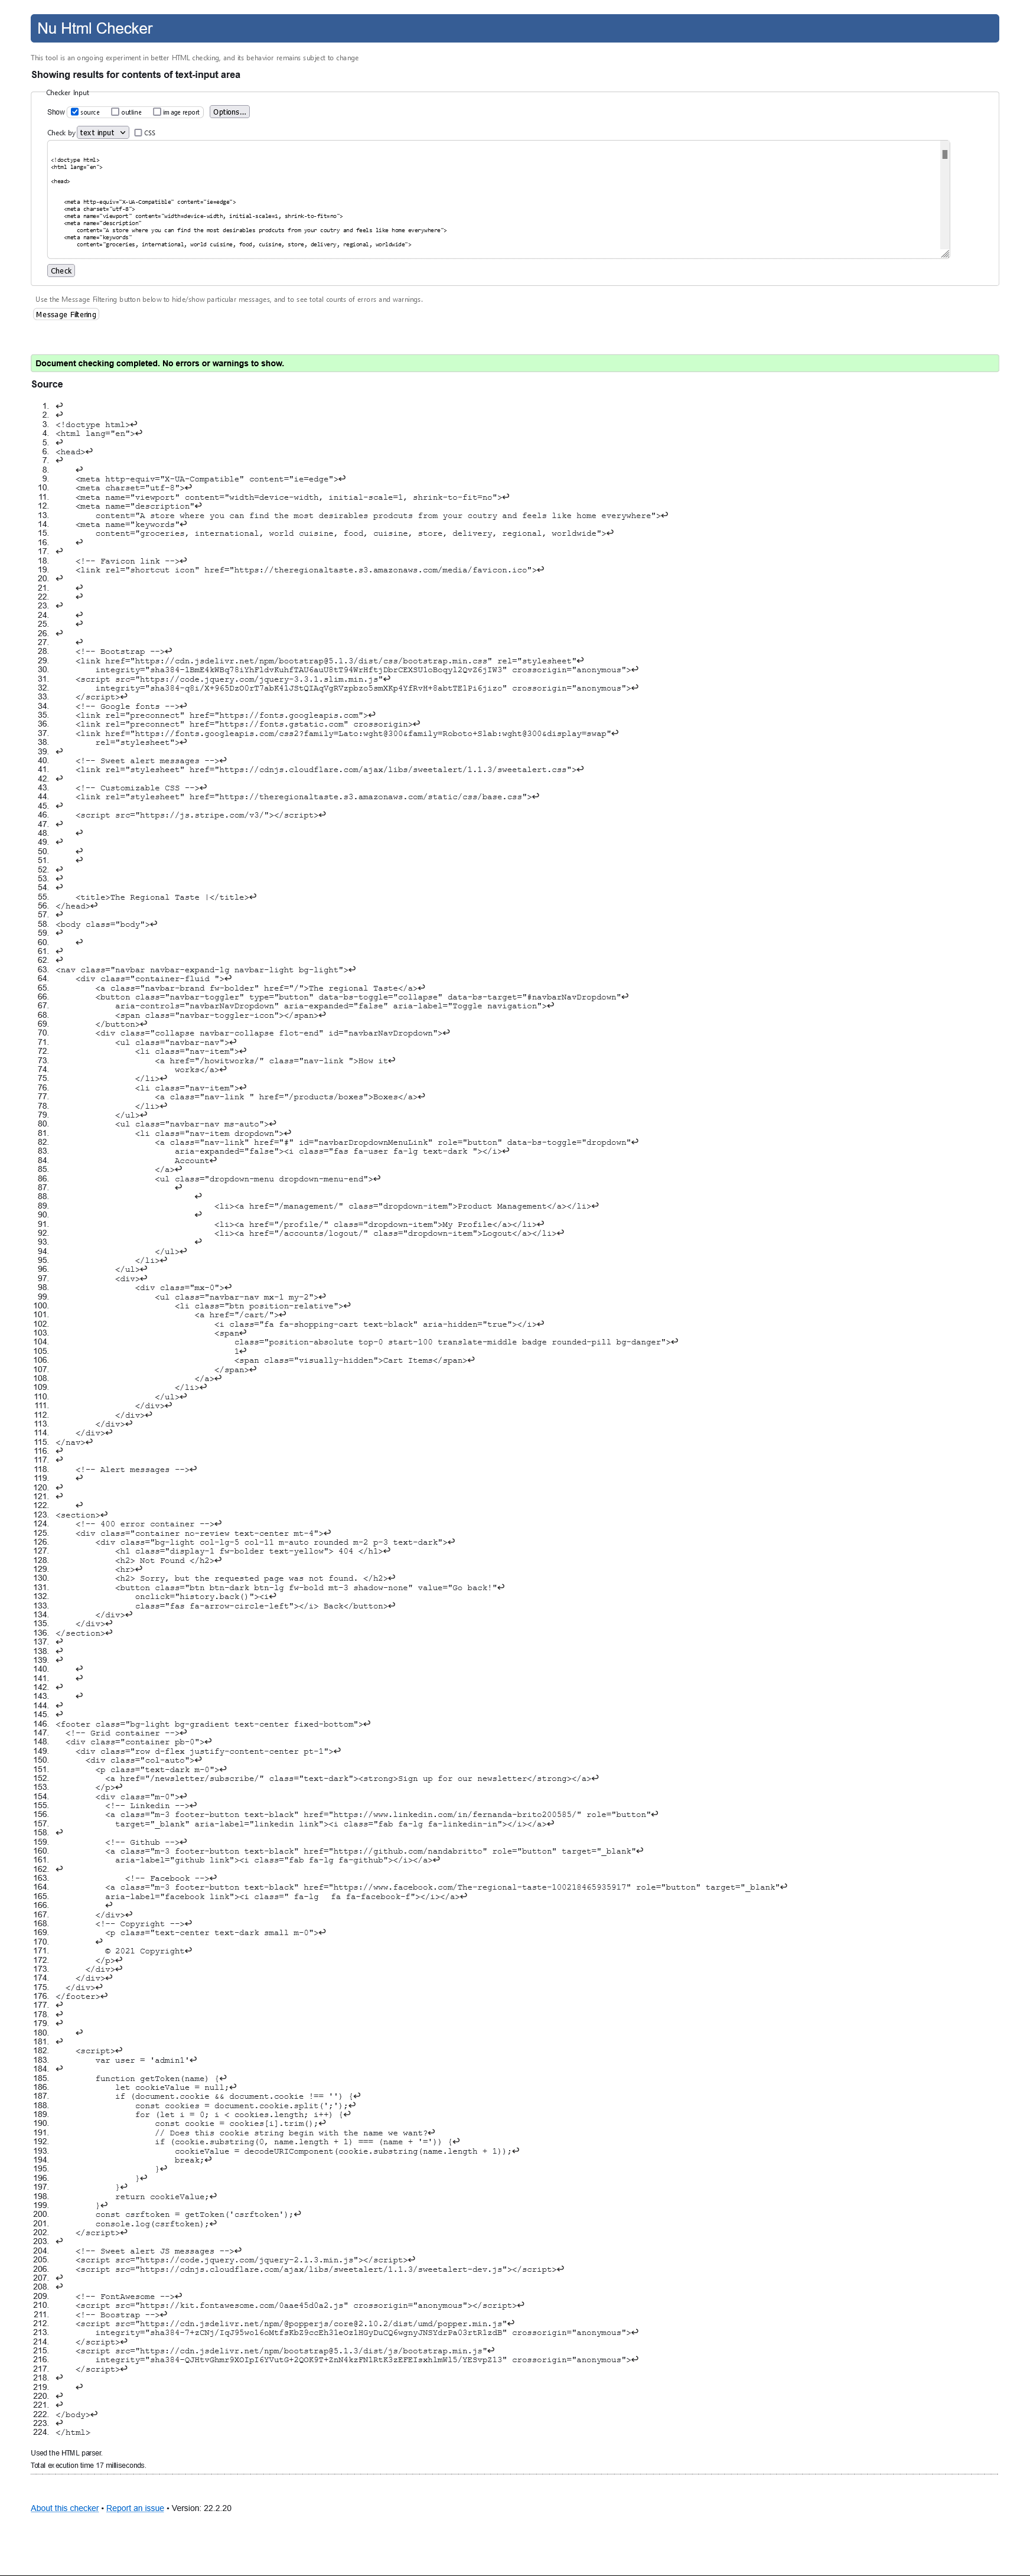 Nu Html Checker
This tool is an ongoing experiment in better HTML checking, and its behavior remains subject to change
Showing results for contents of text-input area
Checker Input
Show source outline image report Options...
Check by text input CSS
<!doctype html>
<html lang="en">
<head>
<meta http-equiv="X-UA-Compatible" content="ie=edge">
<meta charset="utf-8">
<meta name="viewport" content="width=device-width, initial-scale=1, shrink-to-fit=no">
<meta name="description"
content="A store where you can find the most desirables prodcuts from your coutry and feels like home everywhere">
<meta name="keywords"
content="groceries, international, world cuisine, food, cuisine, store, delivery, regional, worldwide">
Check
Use the Message Filtering button below to hide/show particular messages, and to see total counts of errors and warnings.
Message Filtering
Document checking completed. No errors or warnings to show.
Source
1. ↩
2. ↩
3. <!doctype html>↩
4. <html lang="en">↩
5. ↩
6. <head>↩
7. ↩
8. ↩
9. <meta http-equiv="X-UA-Compatible" content="ie=edge">↩
10. <meta charset="utf-8">↩
11. <meta name="viewport" content="width=device-width, initial-scale=1, shrink-to-fit=no">↩
12. <meta name="description"↩
13. content="A store where you can find the most desirables prodcuts from your coutry and feels like home everywhere">↩
14. <meta name="keywords"↩
15. content="groceries, international, world cuisine, food, cuisine, store, delivery, regional, worldwide">↩
16. ↩
17. ↩
18. <!-- Favicon link -->↩
19. <link rel="shortcut icon" href="https://theregionaltaste.s3.amazonaws.com/media/favicon.ico">↩
20. ↩
21. ↩
22. ↩
23. ↩
24. ↩
25. ↩
26. ↩
27. ↩
28. <!-- Bootstrap -->↩
29. <link href="https://cdn.jsdelivr.net/npm/bootstrap@5.1.3/dist/css/bootstrap.min.css" rel="stylesheet"↩
30. integrity="sha384-1BmE4kWBq78iYhFldvKuhfTAU6auU8tT94WrHftjDbrCEXSU1oBoqyl2QvZ6jIW3" crossorigin="anonymous">↩
31. <script src="https://code.jquery.com/jquery-3.3.1.slim.min.js"↩
32. integrity="sha384-q8i/X+965DzO0rT7abK41JStQIAqVgRVzpbzo5smXKp4YfRvH+8abtTE1Pi6jizo" crossorigin="anonymous">↩
33. </script>↩
34. <!-- Google fonts -->↩
35. <link rel="preconnect" href="https://fonts.googleapis.com">↩
36. <link rel="preconnect" href="https://fonts.gstatic.com" crossorigin>↩
37. <link href="https://fonts.googleapis.com/css2?family=Lato:wght@300&family=Roboto+Slab:wght@300&display=swap"↩
38. rel="stylesheet">↩
39. ↩
40. <!-- Sweet alert messages -->↩
41. <link rel="stylesheet" href="https://cdnjs.cloudflare.com/ajax/libs/sweetalert/1.1.3/sweetalert.css">↩
42. ↩
43. <!-- Customizable CSS -->↩
44. <link rel="stylesheet" href="https://theregionaltaste.s3.amazonaws.com/static/css/base.css">↩
45. ↩
46. <script src="https://js.stripe.com/v3/"></script>↩
47. ↩
48. ↩
49. ↩
50. ↩
51. ↩
52. ↩
53. ↩
54. ↩
55. <title>The Regional Taste |</title>↩
56. </head>↩
57. ↩
58. <body class="body">↩
59. ↩
60. ↩
61. ↩
62. ↩
63. <nav class="navbar navbar-expand-lg navbar-light bg-light">↩
64. <div class="container-fluid ">↩
65. <a class="navbar-brand fw-bolder" href="/">The regional Taste</a>↩
66. <button class="navbar-toggler" type="button" data-bs-toggle="collapse" data-bs-target="#navbarNavDropdown"↩
67. aria-controls="navbarNavDropdown" aria-expanded="false" aria-label="Toggle navigation">↩
68. <span class="navbar-toggler-icon"></span>↩
69. </button>↩
70. <div class="collapse navbar-collapse flot-end" id="navbarNavDropdown">↩
71. <ul class="navbar-nav">↩
72. <li class="nav-item">↩
73. <a href="/howitworks/" class="nav-link ">How it↩
74. works</a>↩
75. </li>↩
76. <li class="nav-item">↩
77. <a class="nav-link " href="/products/boxes">Boxes</a>↩
78. </li>↩
79. </ul>↩
80. <ul class="navbar-nav ms-auto">↩
81. <li class="nav-item dropdown">↩
82. <a class="nav-link" href="#" id="navbarDropdownMenuLink" role="button" data-bs-toggle="dropdown"↩
83. aria-expanded="false"><i class="fas fa-user fa-lg text-dark "></i>↩
84. Account↩
85. </a>↩
86. <ul class="dropdown-menu dropdown-menu-end">↩
87. ↩
88. ↩
89. <li><a href="/management/" class="dropdown-item">Product Management</a></li>↩
90. ↩
91. <li><a href="/profile/" class="dropdown-item">My Profile</a></li>↩
92. <li><a href="/accounts/logout/" class="dropdown-item">Logout</a></li>↩
93. ↩
94. </ul>↩
95. </li>↩
96. </ul>↩
97. <div>↩
98. <div class="mx-0">↩
99. <ul class="navbar-nav mx-1 my-2">↩
100. <li class="btn position-relative">↩
101. <a href="/cart/">↩
102. <i class="fa fa-shopping-cart text-black" aria-hidden="true"></i>↩
103. <span↩
104. class="position-absolute top-0 start-100 translate-middle badge rounded-pill bg-danger">↩
105. 1↩
106. <span class="visually-hidden">Cart Items</span>↩
107. </span>↩
108. </a>↩
109. </li>↩
110. </ul>↩
111. </div>↩
112. </div>↩
113. </div>↩
114. </div>↩
115. </nav>↩
116. ↩
117. ↩
118. <!-- Alert messages -->↩
119. ↩
120. ↩
121. ↩
122. ↩
123. <section>↩
124. <!-- 400 error container -->↩
125. <div class="container no-review text-center mt-4">↩
126. <div class="bg-light col-lg-5 col-11 m-auto rounded m-2 p-3 text-dark">↩
127. <h1 class="display-1 fw-bolder text-yellow"> 404 </h1>↩
128. <h2> Not Found </h2>↩
129. <hr>↩
130. <h2> Sorry, but the requested page was not found. </h2>↩
131. <button class="btn btn-dark btn-lg fw-bold mt-3 shadow-none" value="Go back!"↩
132. onclick="history.back()"><i↩
133. class="fas fa-arrow-circle-left"></i> Back</button>↩
134. </div>↩
135. </div>↩
136. </section>↩
137. ↩
138. ↩
139. ↩
140. ↩
141. ↩
142. ↩
143. ↩
144. ↩
145. ↩
146. <footer class="bg-light bg-gradient text-center fixed-bottom">↩
147. <!-- Grid container -->↩
148. <div class="container pb-0">↩
149. <div class="row d-flex justify-content-center pt-1">↩
150. <div class="col-auto">↩
151. <p class="text-dark m-0">↩
152. <a href="/newsletter/subscribe/" class="text-dark"><strong>Sign up for our newsletter</strong></a>↩
153. </p>↩
154. <div class="m-0">↩
155. <!-- Linkedin -->↩
156. <a class="m-3 footer-button text-black" href="https://www.linkedin.com/in/fernanda-brito200585/" role="button"↩
157. target="_blank" aria-label="linkedin link"><i class="fab fa-lg fa-linkedin-in"></i></a>↩
158. ↩
159. <!-- Github -->↩
160. <a class="m-3 footer-button text-black" href="https://github.com/nandabritto" role="button" target="_blank"↩
161. aria-label="github link"><i class="fab fa-lg fa-github"></i></a>↩
162. ↩
163. <!-- Facebook -->↩
164. <a class="m-3 footer-button text-black" href="https://www.facebook.com/The-regional-taste-100218465935917" role="button" target="_blank"↩
165. aria-label="facebook link"><i class=" fa-lg fa fa-facebook-f"></i></a>↩
166. ↩
167. </div>↩
168. <!-- Copyright -->↩
169. <p class="text-center text-dark small m-0">↩
170. ↩
171. © 2021 Copyright↩
172. </p>↩
173. </div>↩
174. </div>↩
175. </div>↩
176. </footer>↩
177. ↩
178. ↩
179. ↩
180. ↩
181. ↩
182. <script>↩
183. var user = 'admin1'↩
184. ↩
185. function getToken(name) {↩
186. let cookieValue = null;↩
187. if (document.cookie && document.cookie !== '') {↩
188. const cookies = document.cookie.split(';');↩
189. for (let i = 0; i < cookies.length; i++) {↩
190. const cookie = cookies[i].trim();↩
191. // Does this cookie string begin with the name we want?↩
192. if (cookie.substring(0, name.length + 1) === (name + '=')) {↩
193. cookieValue = decodeURIComponent(cookie.substring(name.length + 1));↩
194. break;↩
195. }↩
196. }↩
197. }↩
198. return cookieValue;↩
199. }↩
200. const csrftoken = getToken('csrftoken');↩
201. console.log(csrftoken);↩
202. </script>↩
203. ↩
204. <!-- Sweet alert JS messages -->↩
205. <script src="https://code.jquery.com/jquery-2.1.3.min.js"></script>↩
206. <script src="https://cdnjs.cloudflare.com/ajax/libs/sweetalert/1.1.3/sweetalert-dev.js"></script>↩
207. ↩
208. ↩
209. <!-- FontAwesome -->↩
210. <script src="https://kit.fontawesome.com/0aae45d0a2.js" crossorigin="anonymous"></script>↩
211. <!-- Boostrap -->↩
212. <script src="https://cdn.jsdelivr.net/npm/@popperjs/core@2.10.2/dist/umd/popper.min.js"↩
213. integrity="sha384-7+zCNj/IqJ95wo16oMtfsKbZ9ccEh31eOz1HGyDuCQ6wgnyJNSYdrPa03rtR1zdB" crossorigin="anonymous">↩
214. </script>↩
215. <script src="https://cdn.jsdelivr.net/npm/bootstrap@5.1.3/dist/js/bootstrap.min.js"↩
216. integrity="sha384-QJHtvGhmr9XOIpI6YVutG+2QOK9T+ZnN4kzFN1RtK3zEFEIsxhlmWl5/YESvpZ13" crossorigin="anonymous">↩
217. </script>↩
218. ↩
219. ↩
220. ↩
221. ↩
222. </body>↩
223. ↩
224. </html>
Used the HTML parser.
Total execution time 17 milliseconds.
About this checker • Report an issue • Version: 22.2.20